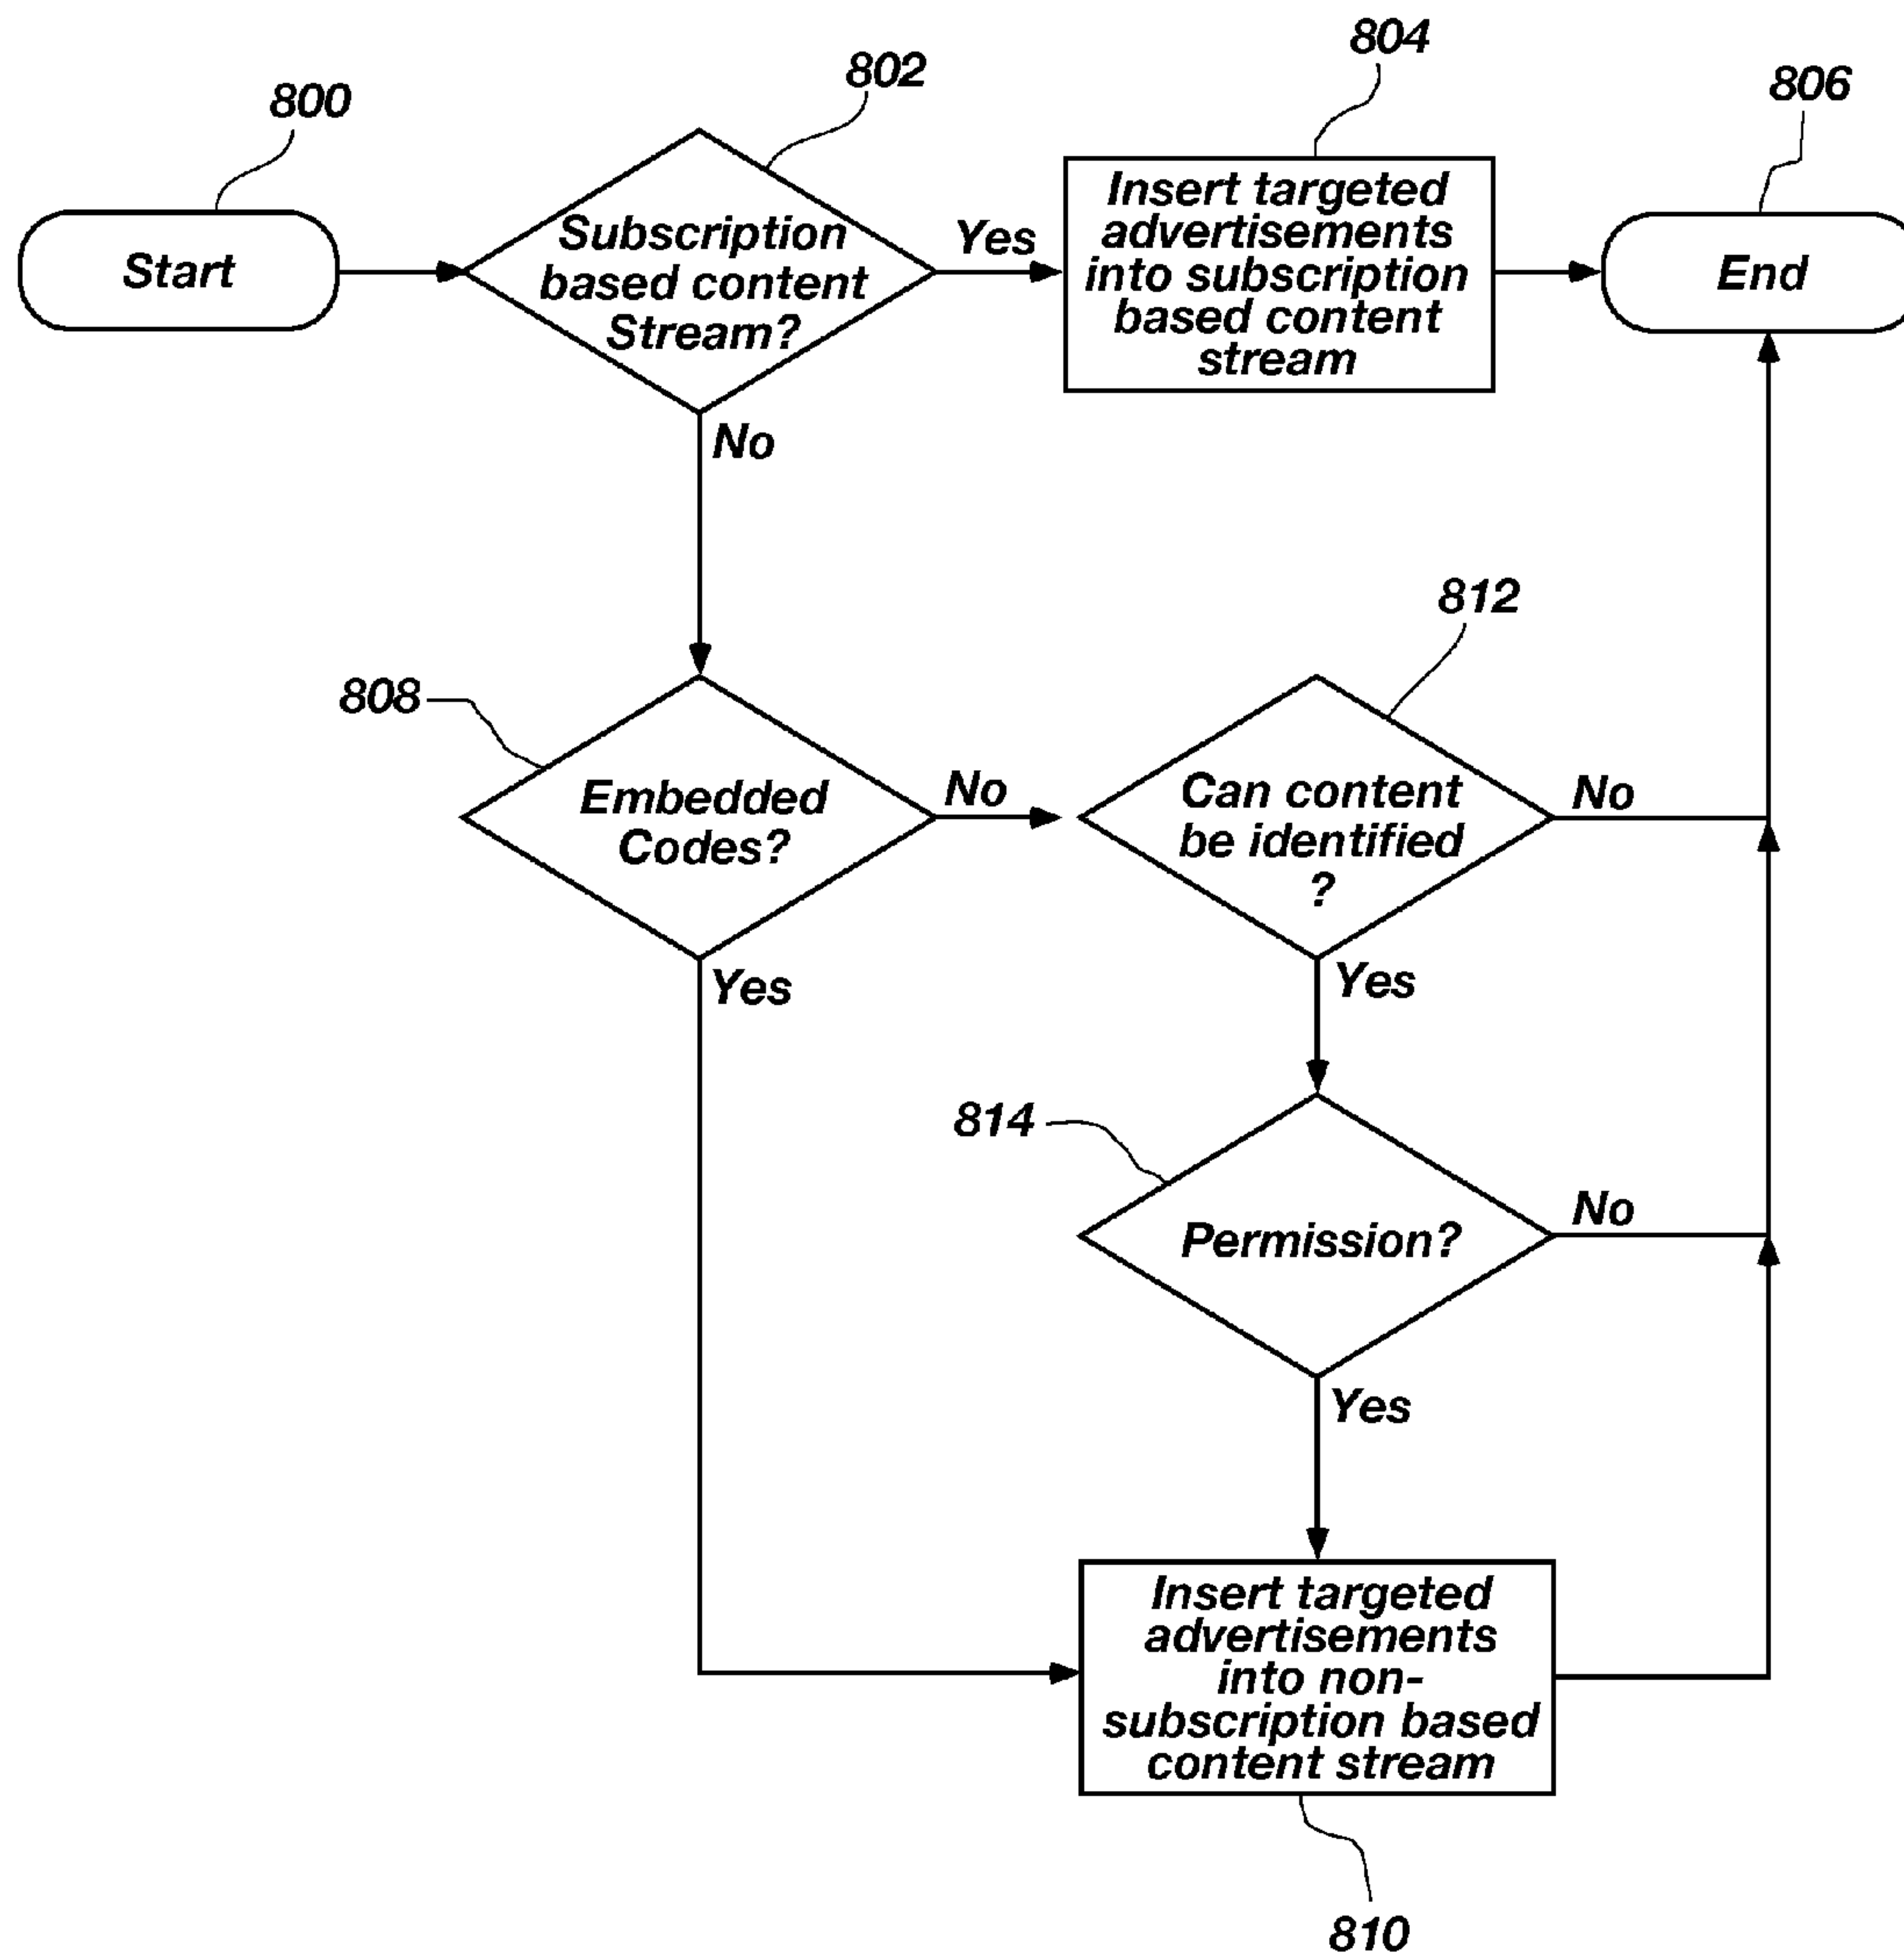 804
802
806
800
Start
Subscription
based content
Stream?
Yes
Insert targeted
advertisements
into subscription
based content
stream
End
No
812
808
Embedded
Codes?
No
Can content
be identified
?
No
Yes
Yes
814
Permission?
No
Yes
Insert targeted
advertisements
into non-
subscription based
content stream
810